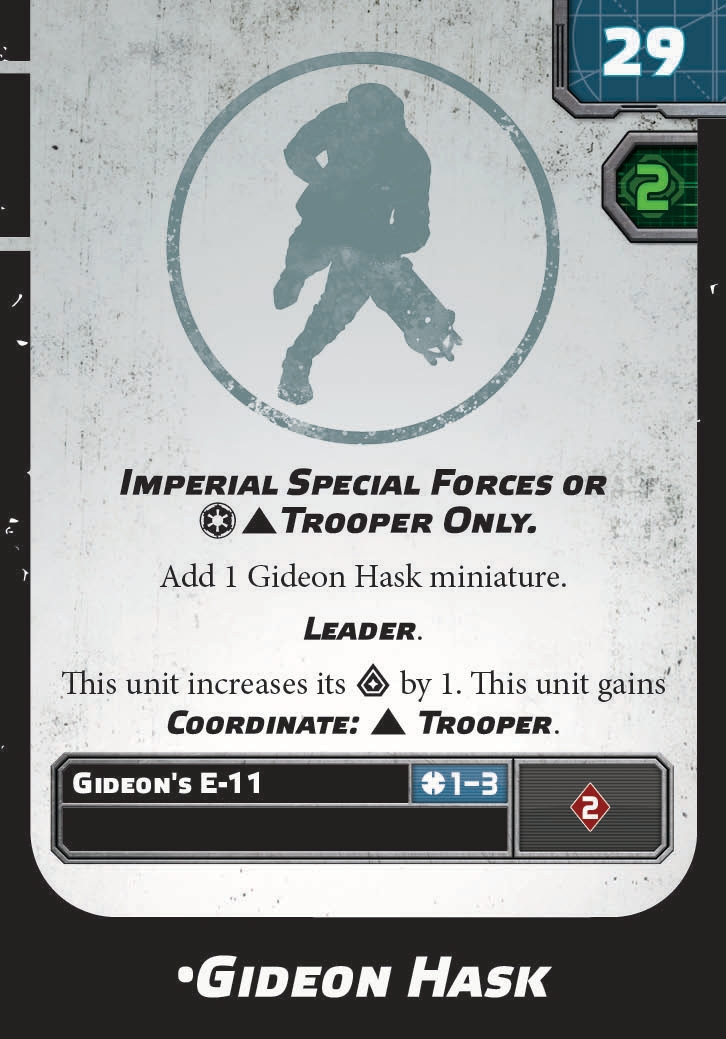 29
2
IMPERIAL SPECIAL FORCES OR
TROOPER ONLY.
Add 1 Gideon Hask miniature.
LEADER.
This unit increases its by 1. This unit gains
COORDINATE: TROOPER.
GIDEON'S E-11
1–3
2
•GIDEON HASK